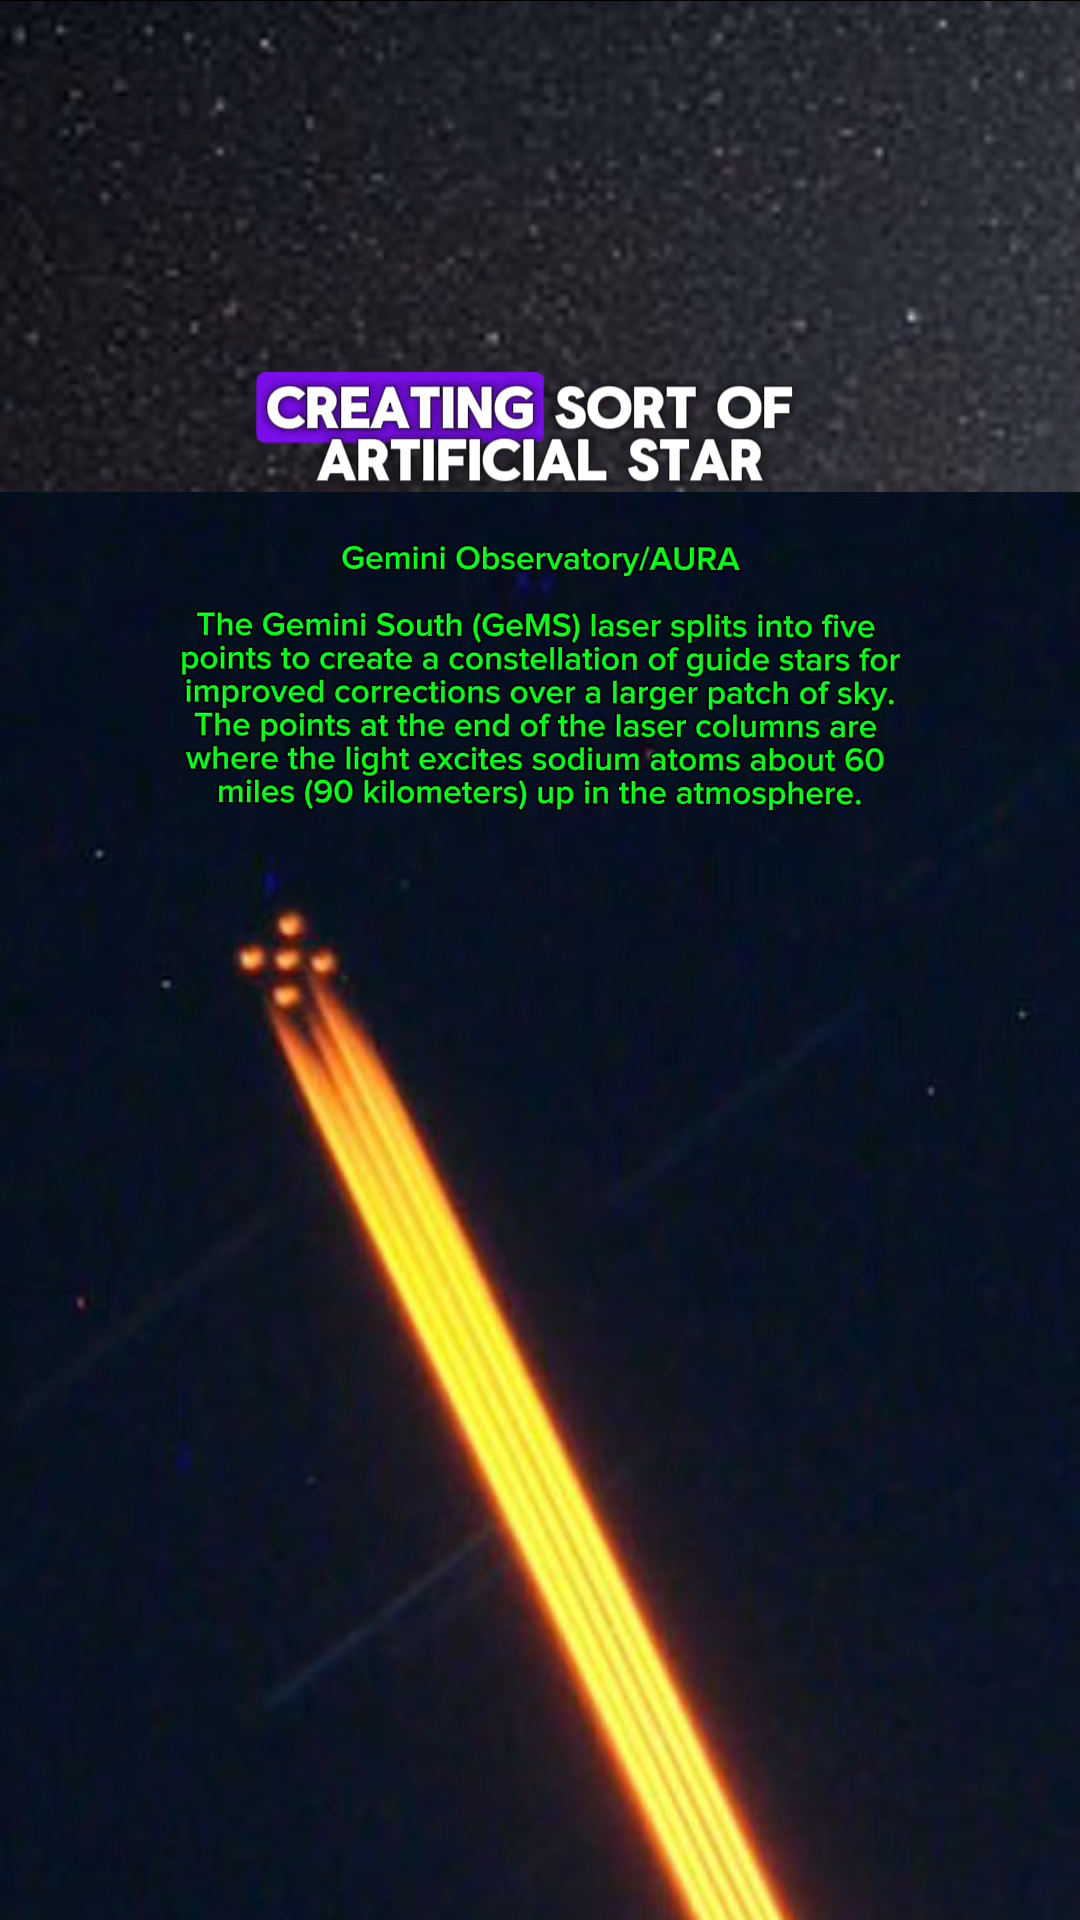 CREATING SORT OF
ARTIFICIAL STAR
Gemini Observatory/AURA
The Gemini South (GeMS) laser splits into five
points to create a constellation of guide stars for
improved corrections over a larger patch of sky.
The points at the end of the laser columns are
where the light excites sodium atoms about 60
miles (90 kilometers) up in the atmosphere.